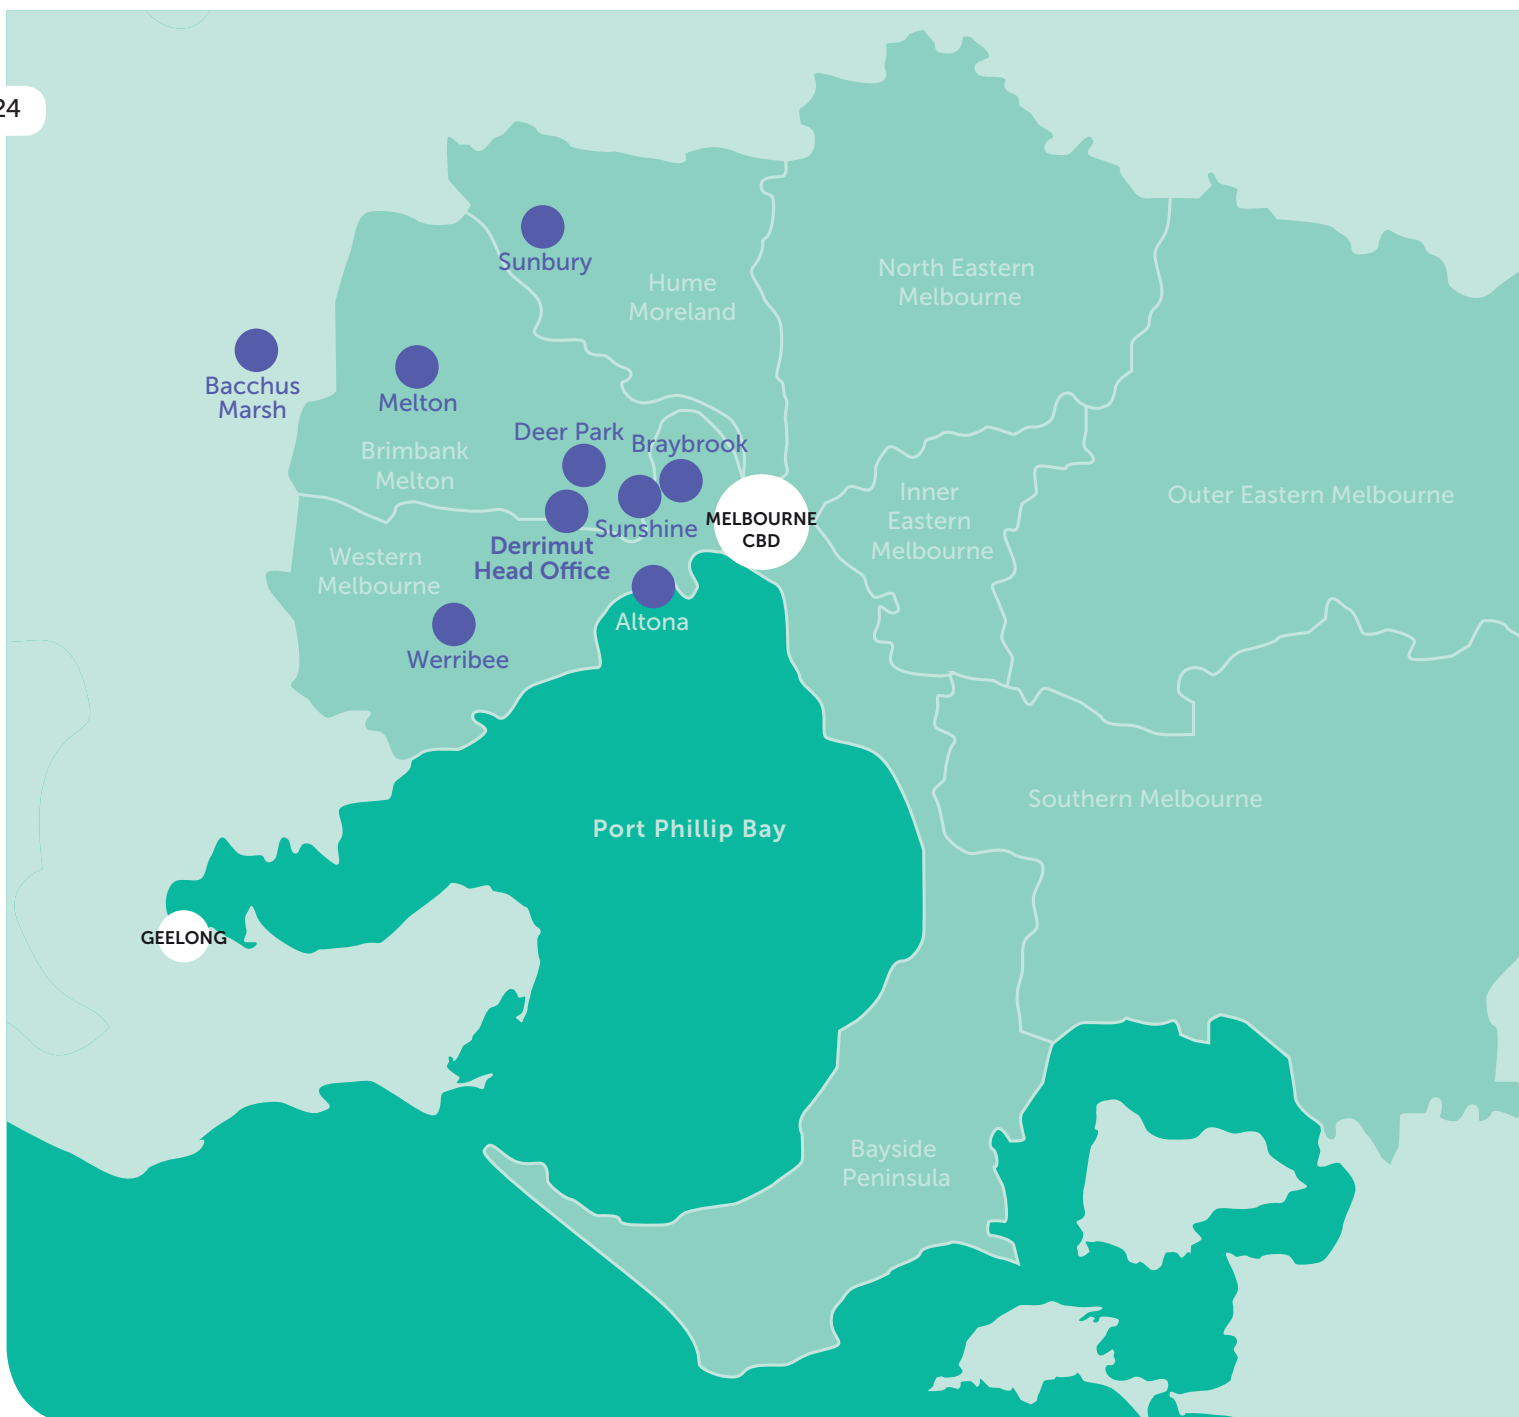 24
Sunbury
Hume
Moreland
North Eastern
Melbourne
Bacchus
Marsh
Melton
Deer Park
Braybrook
Brimbank
Melton
Inner
Eastern
Melbourne
Outer Eastern Melbourne
MELBOURNE
CBD
Sunshine
Derrimut
Head Office
Western
Melbourne
Altona
Werribee
Southern Melbourne
Port Phillip Bay
GEELONG
Bayside
Peninsula